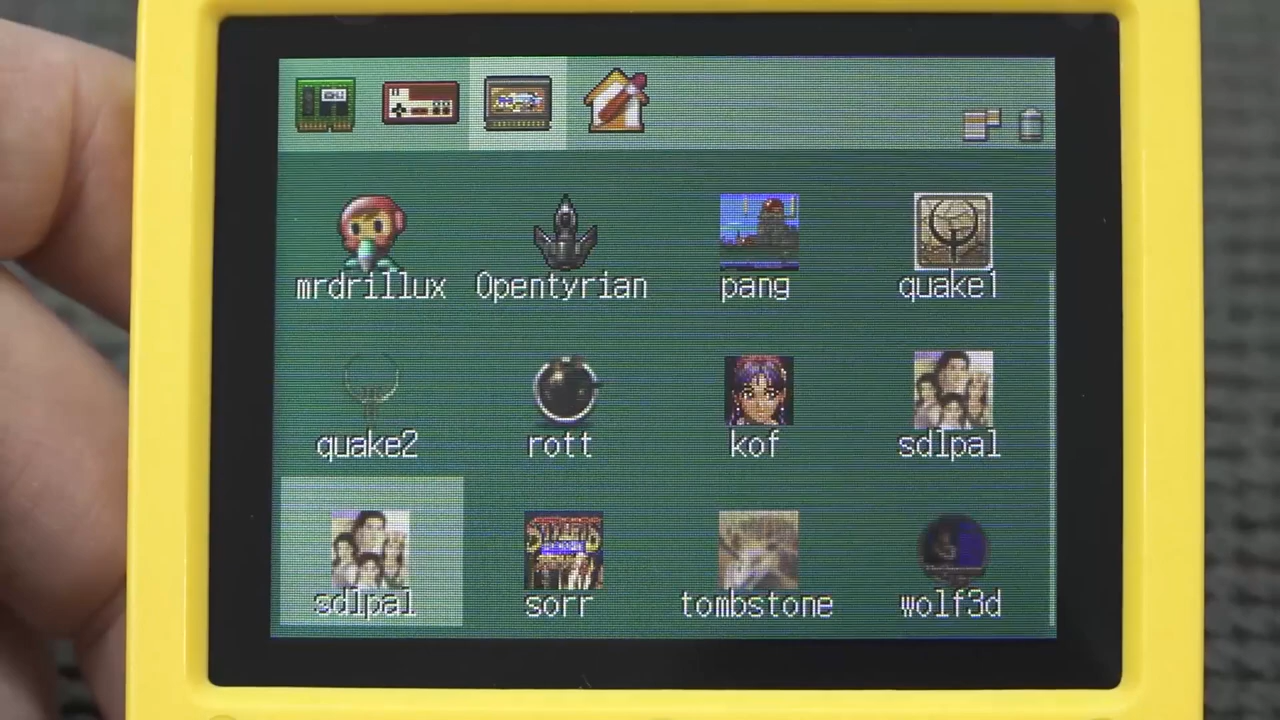 mrdrillux Opentyrian pang quake1
quake2 rott kof sdlpal
sdlpal sorr tombstone wolf3d